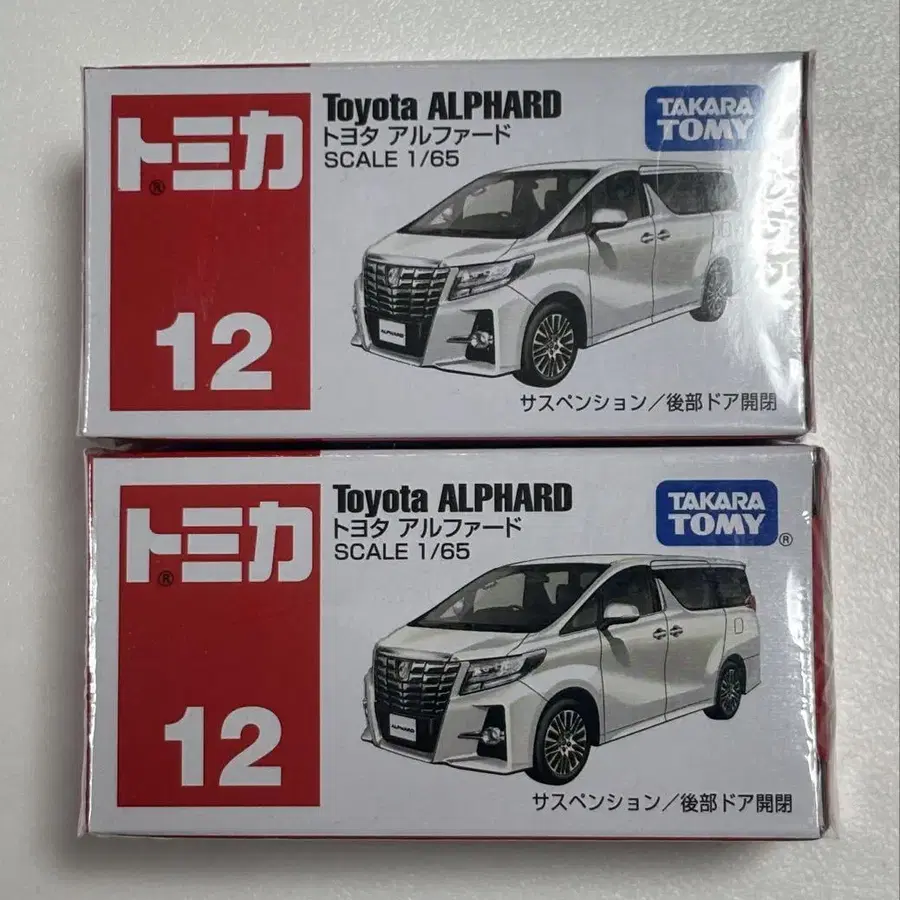 Toyota ALPHARD
トヨタ アルファード
SCALE 1/65
TAKARA
TOMY
トミカ
®
12
ALPHARD
サスペンション／後部ドア開閉
Toyota ALPHARD
トヨタ アルファード
SCALE 1/65
TAKARA
TOMY®
トミカ
®
12
ALPHARD
サスペンション／後部ドア開閉